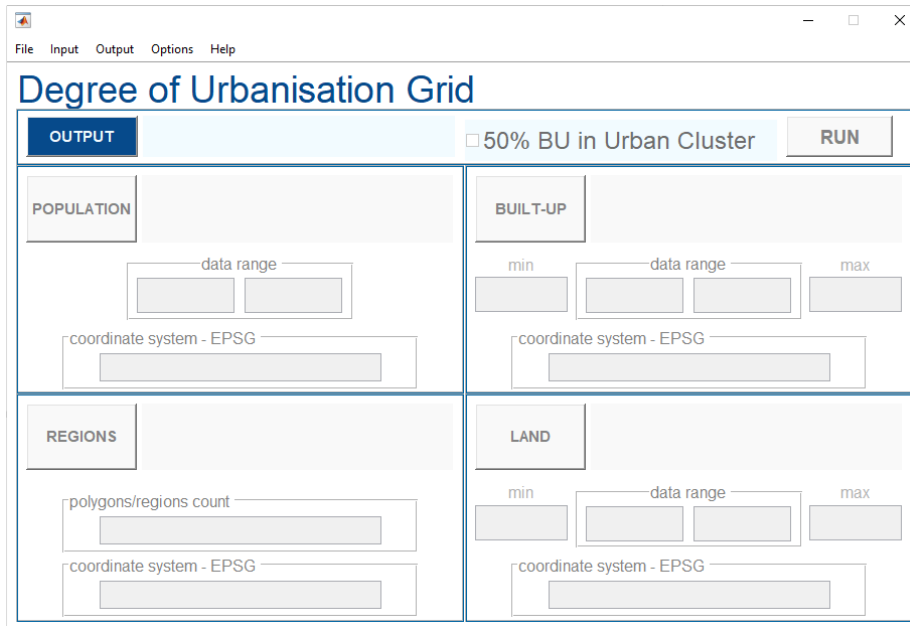 File Input Output Options Help
Degree of Urbanisation Grid
OUTPUT 50% BU in Urban Cluster RUN
POPULATION
data range
coordinate system - EPSG
BUILT-UP
min data range max
coordinate system - EPSG
REGIONS
polygons/regions count
coordinate system - EPSG
LAND
min data range max
coordinate system - EPSG